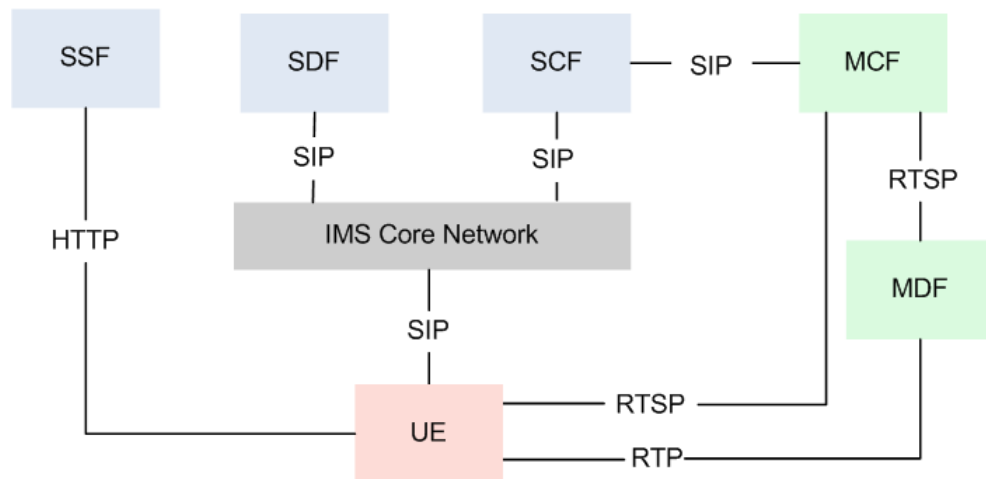 SSF
SDF
SCF
SIP
MCF
SIP
SIP
RTSP
HTTP
IMS Core Network
MDF
SIP
RTSP
UE
RTP